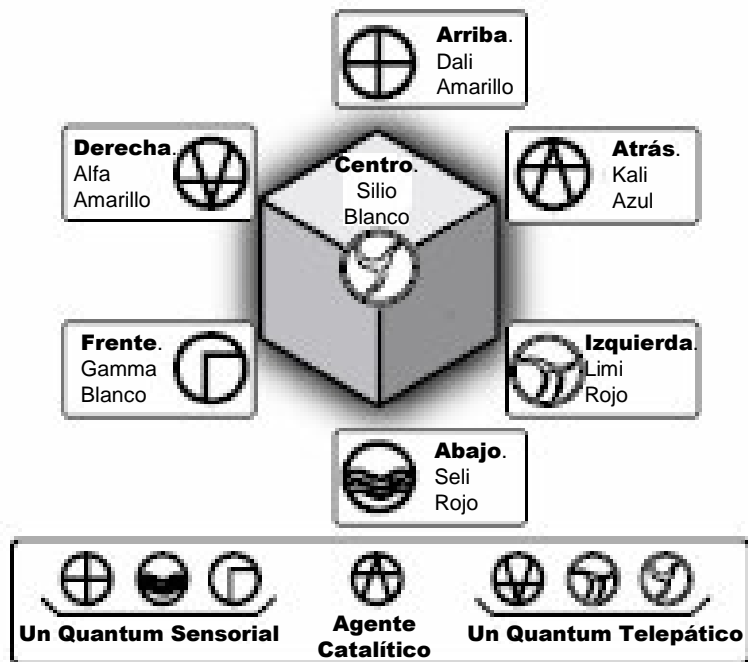 Arriba.
Dali
Amarillo
Derecha.
Alfa
Amarillo
Centro.
Silio
Blanco
Atrás.
Kali
Azul
Frente.
Gamma
Blanco
Izquierda.
Limi
Rojo
Abajo.
Seli
Rojo
Un Quantum Sensorial
Agente
Catalítico
Un Quantum Telepático